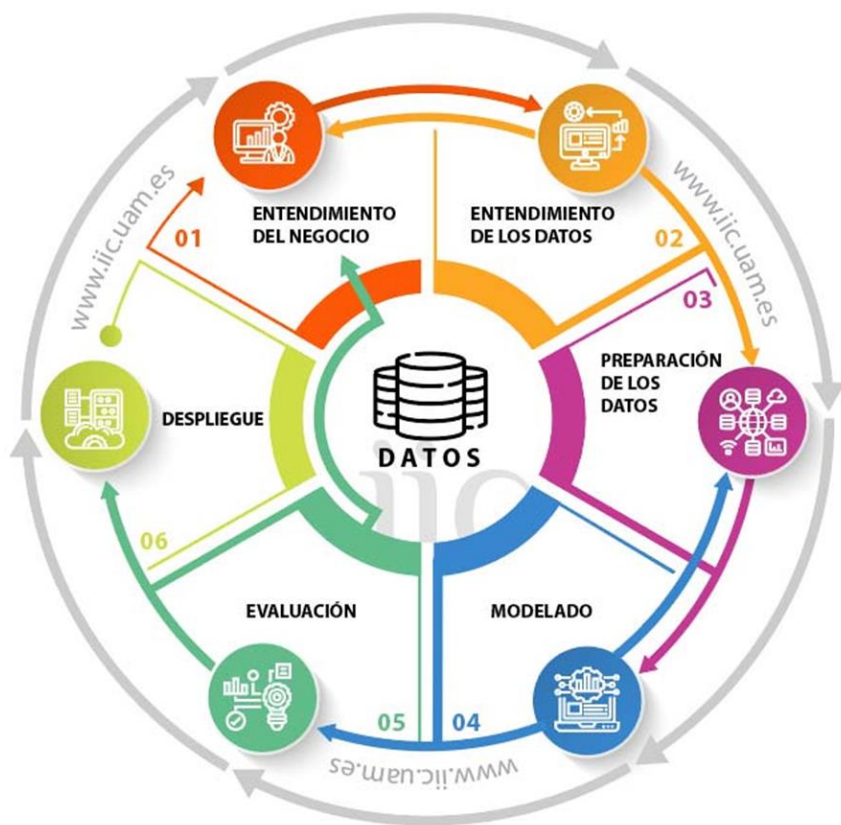 www.iic.uam.es
www.iic.uam.es
ENTENDIMIENTO
DEL NEGOCIO
01
ENTENDIMIENTO
DE LOS DATOS
02
03
PREPARACIÓN
DE LOS
DATOS
DATOS
iic
DESPLIEGUE
06
EVALUACIÓN
05
MODELADO
04
www.iic.uam.es